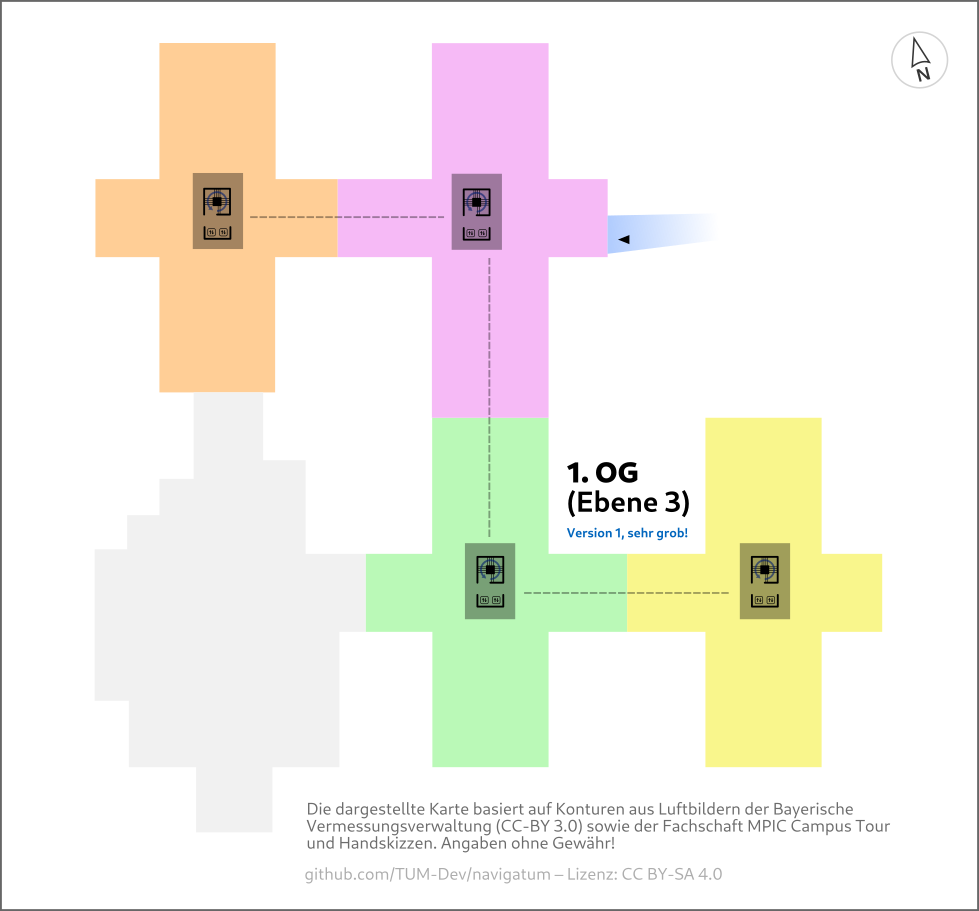 N
1. OG
(Ebene 3)
Version 1, sehr grob!
Die dargestellte Karte basiert auf Konturen aus Luftbildern der Bayerische
Vermessungsverwaltung (CC-BY 3.0) sowie der Fachschaft MPIC Campus Tour
und Handskizzen. Angaben ohne Gewähr!
github.com/TUM-Dev/navigatum – Lizenz: CC BY-SA 4.0